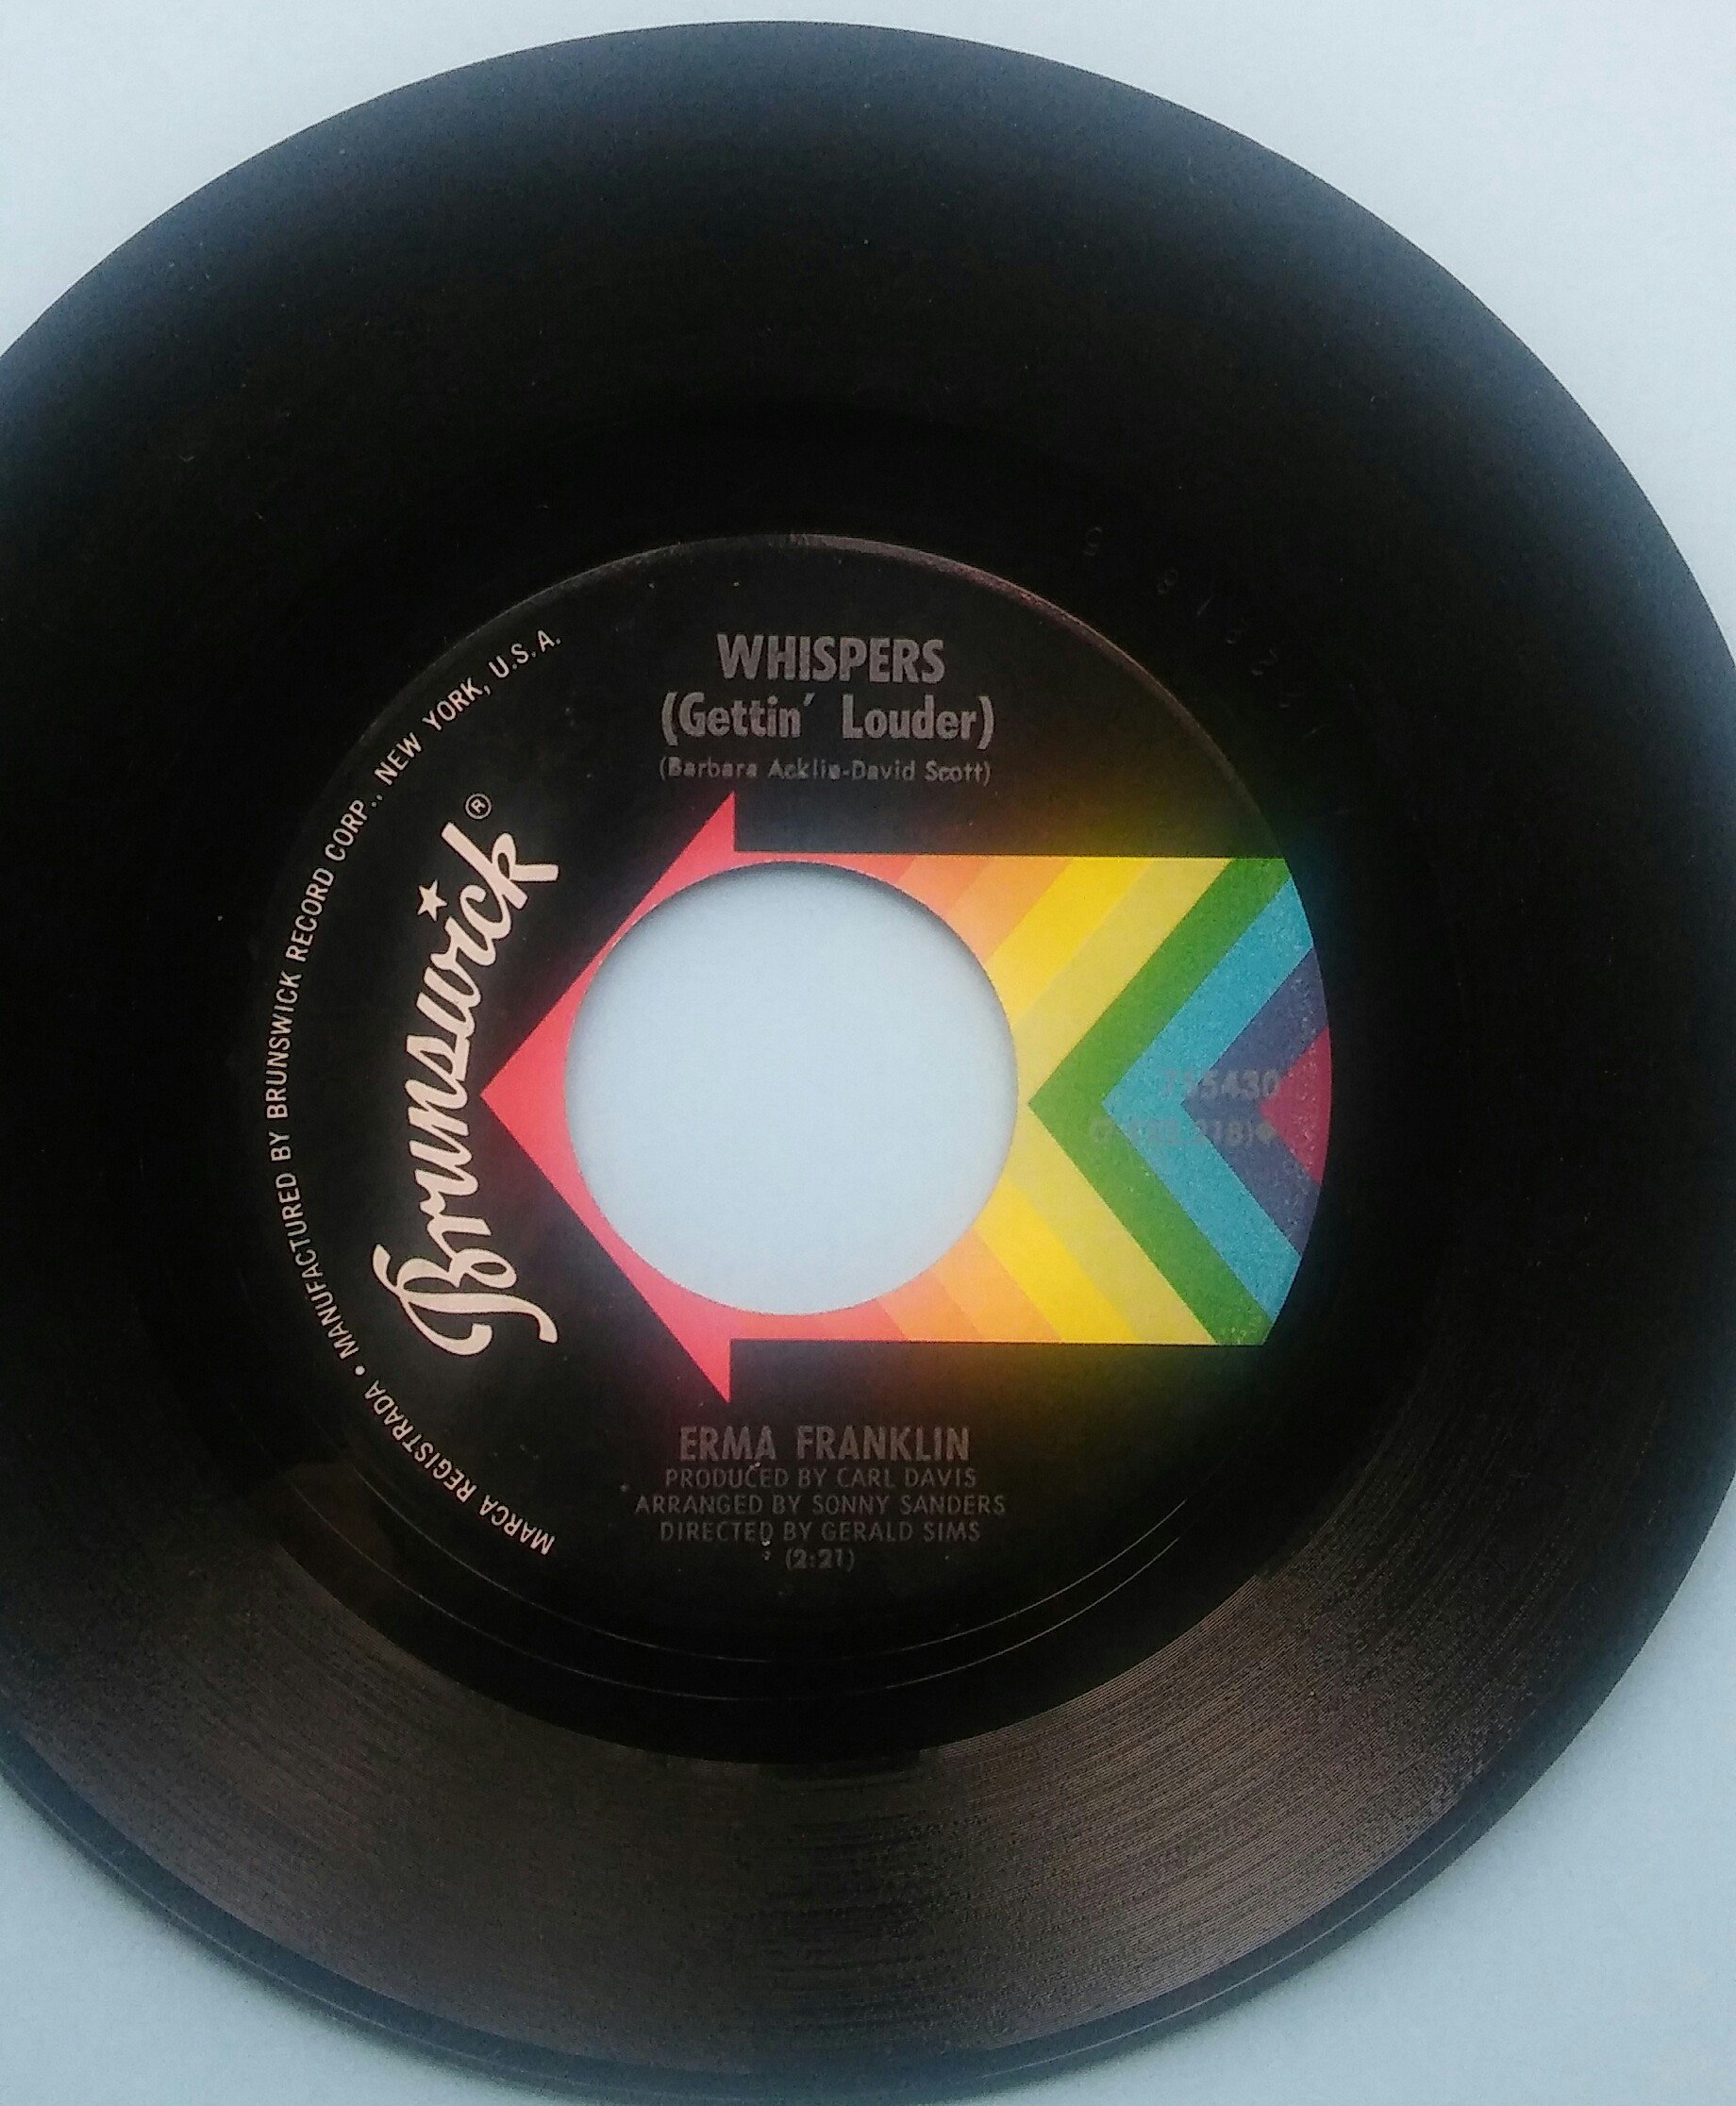 WHISPERS
(Gettin' Louder)
(Barbara Acklin-David Scott)
Brunswick®
MARCA REGISTRADA • MANUFACTURED BY BRUNSWICK RECORD CORP., NEW YORK, U.S.A.
755430
ERMA FRANKLIN
PRODUCED BY CARL DAVIS
ARRANGED BY SONNY SANDERS
DIRECTED BY GERALD SIMS
(2:21)